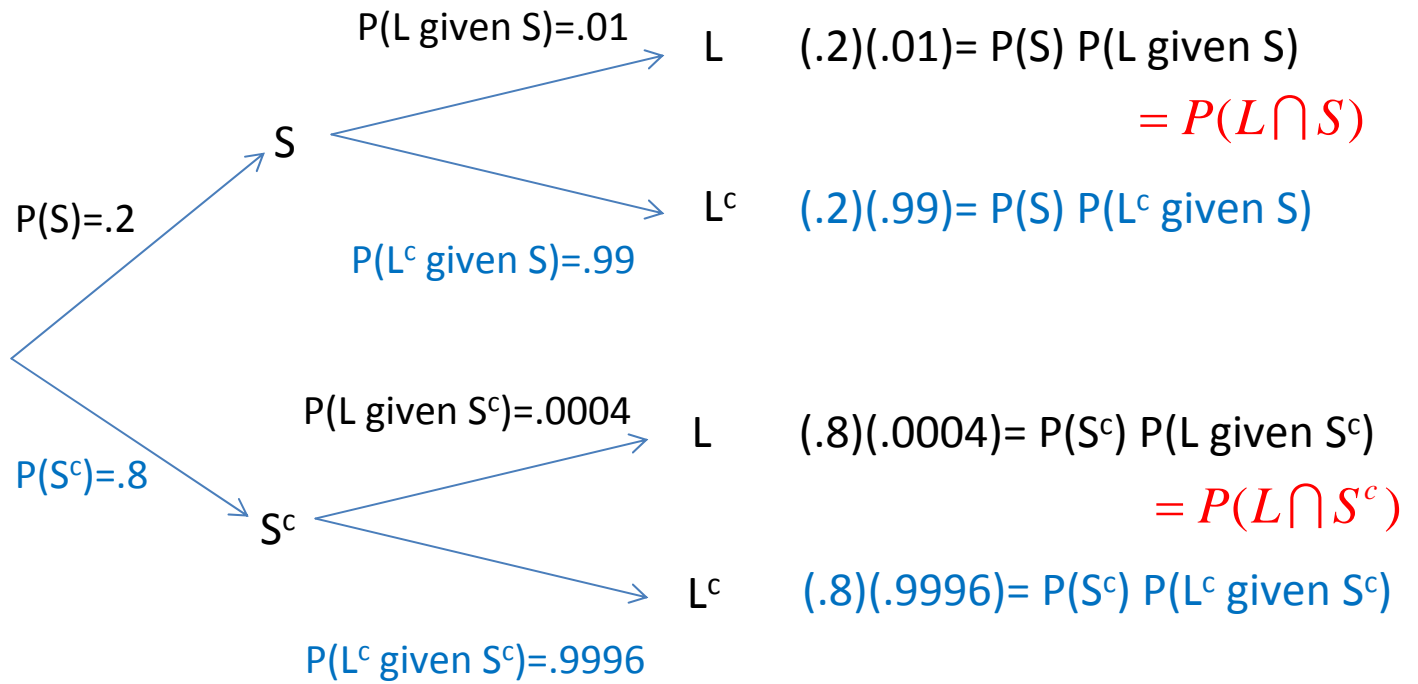 P(L given S)=.01
L (.2)(.01)= P(S) P(L given S)
= P(L⋂S)
S
Lᶜ (.2)(.99)= P(S) P(Lᶜ given S)
P(S)=.2
P(Lᶜ given S)=.99
P(L given Sᶜ)=.0004
L (.8)(.0004)= P(Sᶜ) P(L given Sᶜ)
P(Sᶜ)=.8
= P(L⋂Sᶜ)
Sᶜ
Lᶜ (.8)(.9996)= P(Sᶜ) P(Lᶜ given Sᶜ)
P(Lᶜ given Sᶜ)=.9996